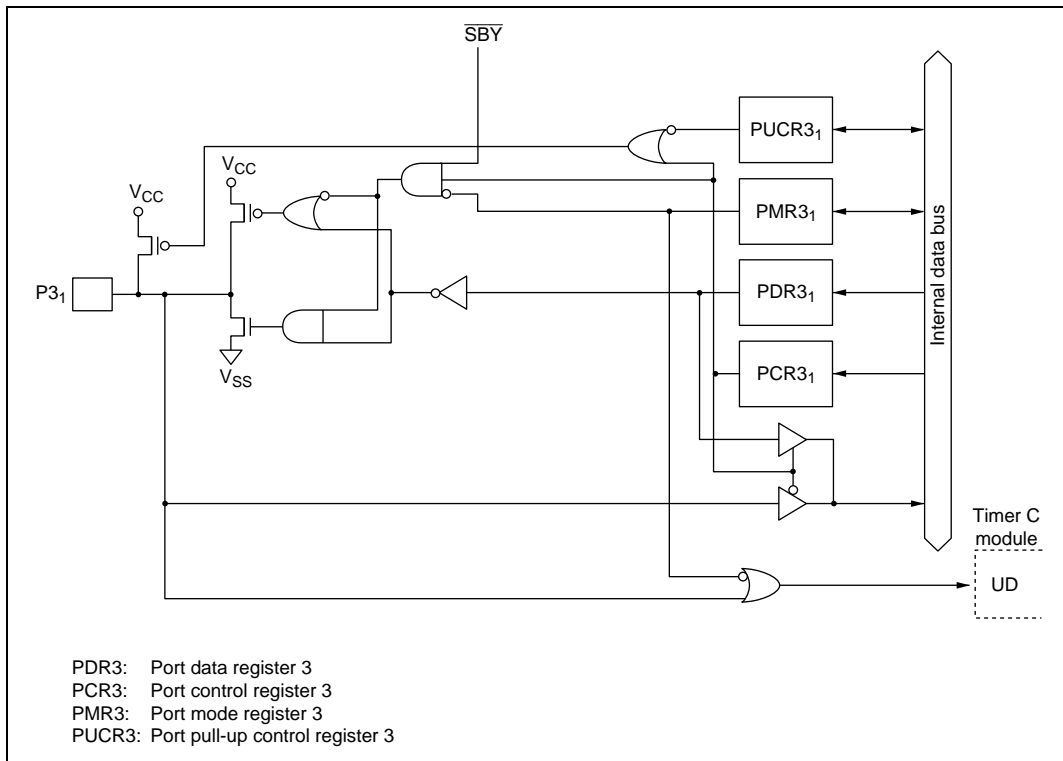 SBY
PUCR3₁
V_CC
V_CC
PMR3₁
P3₁
PDR3₁
Internal data bus
V_SS
PCR3₁
Timer C
module
UD
PDR3: Port data register 3
PCR3: Port control register 3
PMR3: Port mode register 3
PUCR3: Port pull-up control register 3